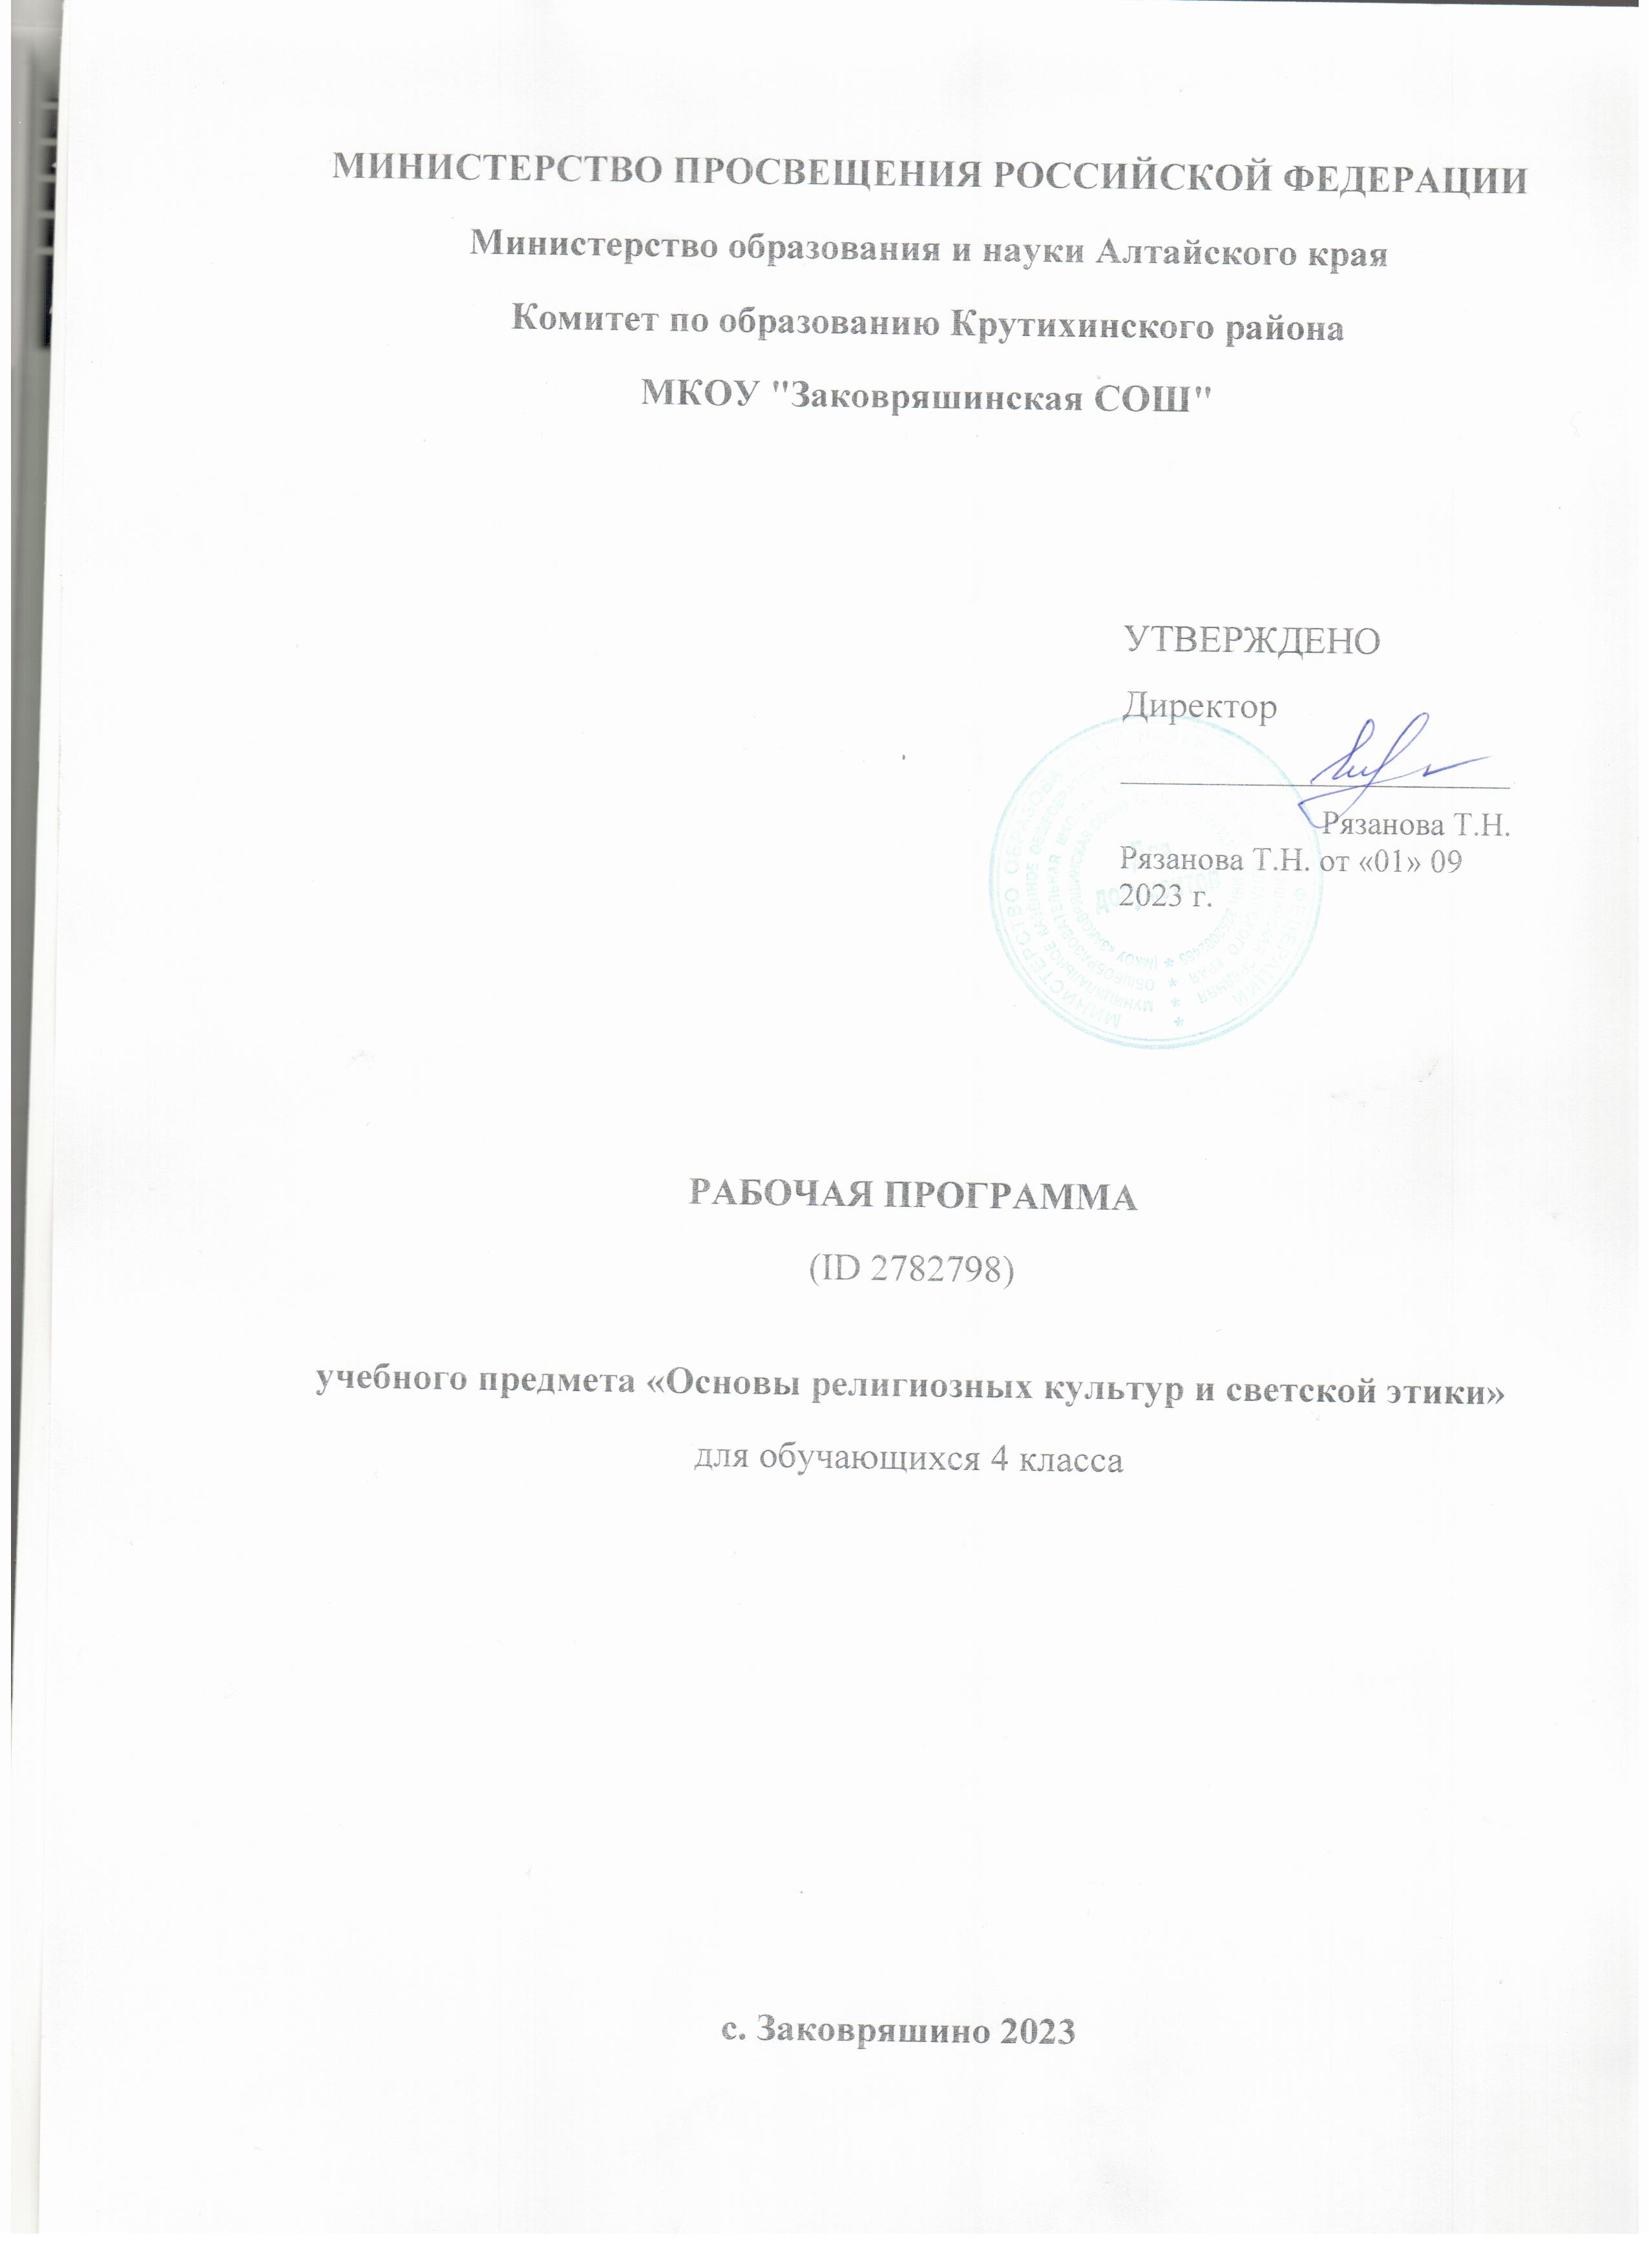 МИНИСТЕРСТВО ПРОСВЕЩЕНИЯ РОССИЙСКОЙ ФЕДЕРАЦИИ
Министерство образования и науки Алтайского края
Комитет по образованию Крутихинского района
МКОУ "Заковряшинская СОШ"
УТВЕРЖДЕНО
Директор
Рязанова Т.Н.
Рязанова Т.Н. от «01» 09
2023 г.
РАБОЧАЯ ПРОГРАММА
(ID 2782798)
учебного предмета «Основы религиозных культур и светской этики»
для обучающихся 4 класса
с. Заковряшино 2023